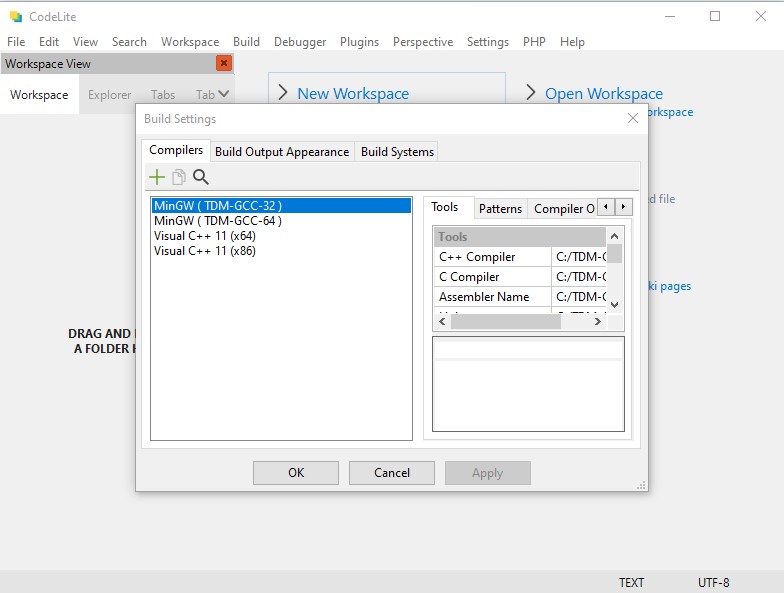 CodeLite
File Edit View Search Workspace Build Debugger Plugins Perspective Settings PHP Help
Workspace View
Workspace Explorer Tabs Tab
New Workspace
Open Workspace
orkspace
Build Settings
Compilers Build Output Appearance Build Systems
MinGW ( TDM-GCC-32 )
MinGW ( TDM-GCC-64 )
Visual C++ 11 (x64)
Visual C++ 11 (x86)
Tools Patterns Compiler O
Tools
C++ Compiler C:/TDM-G
C Compiler C:/TDM-G
Assembler Name C:/TDM-G
d file
ki pages
DRAG AND
A FOLDER
OK Cancel Apply
TEXT UTF-8